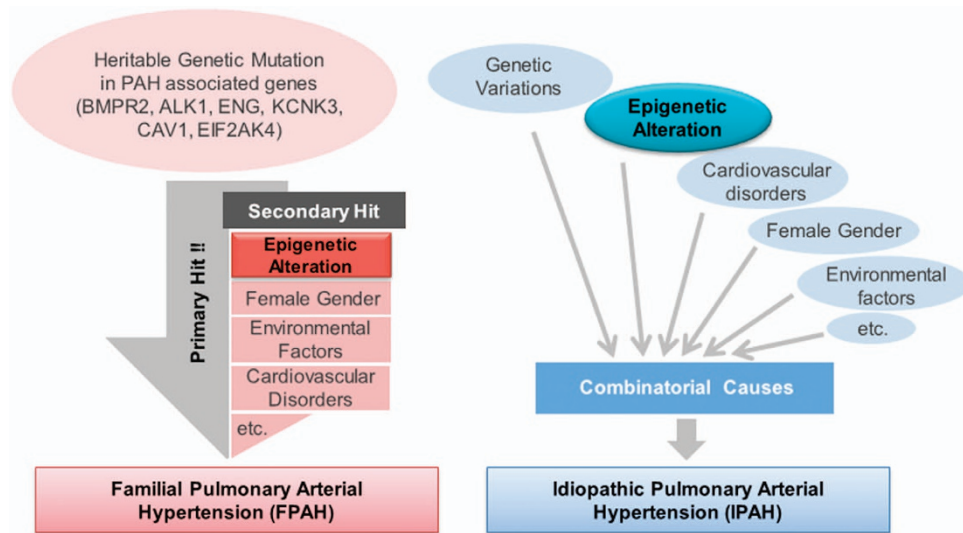 Heritable Genetic Mutation
in PAH associated genes
(BMPR2, ALK1, ENG, KCNK3,
CAV1, EIF2AK4)
Primary Hit !!
Secondary Hit
Epigenetic
Alteration
Female Gender
Environmental
Factors
Cardiovascular
Disorders
etc.
Familial Pulmonary Arterial
Hypertension (FPAH)
Genetic
Variations
Epigenetic
Alteration
Cardiovascular
disorders
Female Gender
Environmental
factors
etc.
Combinatorial Causes
Idiopathic Pulmonary Arterial
Hypertension (IPAH)